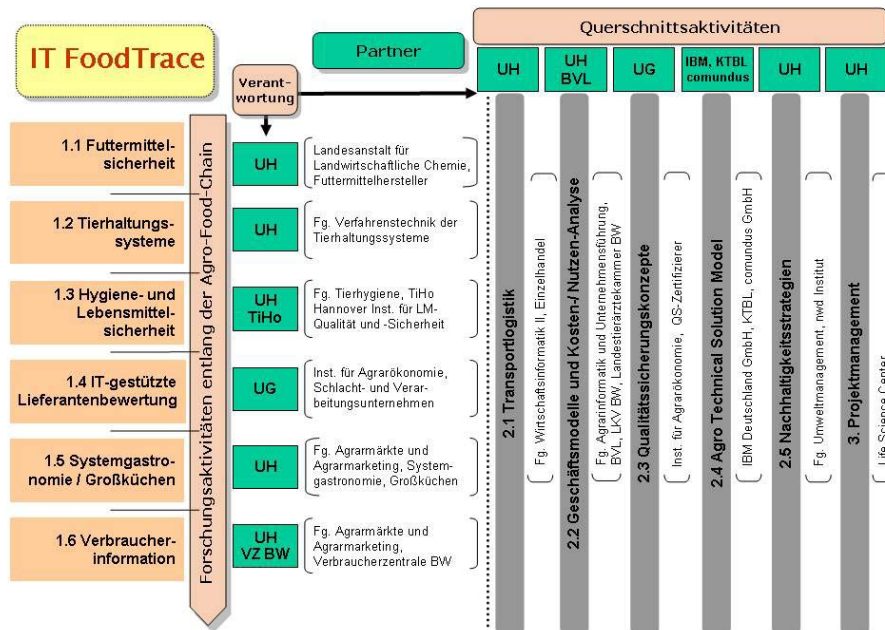 IT FoodTrace
Partner
Querschnittsaktivitäten
Verant-
wortung
UH
UH
BVL
UG
IBM, KTBL
comundus
UH
UH
Forschungsaktivitäten entlang der Agro-Food-Chain
1.1 Futtermittel-
sicherheit
UH
Landesanstalt für
Landwirtschaftliche Chemie,
Futtermittelhersteller
1.2 Tierhaltungs-
systeme
UH
Fg. Verfahrenstechnik der
Tierhaltungssysteme
1.3 Hygiene- und
Lebensmittel-
sicherheit
UH
TiHo
Fg. Tierhygiene, TiHo
Hannover Inst. für LM-
Qualität und -Sicherheit
1.4 IT-gestützte
Lieferantenbewertung
UG
Inst. für Agrarökonomie,
Schlacht- und Verar-
beitungsunternehmen
1.5 Systemgastro-
nomie / Großküchen
UH
Fg. Agrarmärkte und
Agrarmarketing, System-
gastronomie, Großküchen
1.6 Verbraucher-
information
UH
VZ BW
Fg. Agrarmärkte und
Agrarmarketing,
Verbraucherzentrale BW
2.1 Transportlogistik
Fg. Wirtschaftsinformatik II, Einzelhandel
2.2 Geschäftsmodelle und Kosten-/ Nutzen-Analyse
Fg. Agrarinformatik und Unternehmensführung,
BVL, LKV BW, Landestierärztekammer BW
2.3 Qualitätssicherungskonzepte
Inst. für Agrarökonomie, QS-Zertifizierer
2.4 Agro Technical Solution Model
IBM Deutschland GmbH, KTBL, comundus GmbH
2.5 Nachhaltigkeitsstrategien
Fg. Umweltmanagement, nwd Institut
3. Projektmanagement
Life Science Center